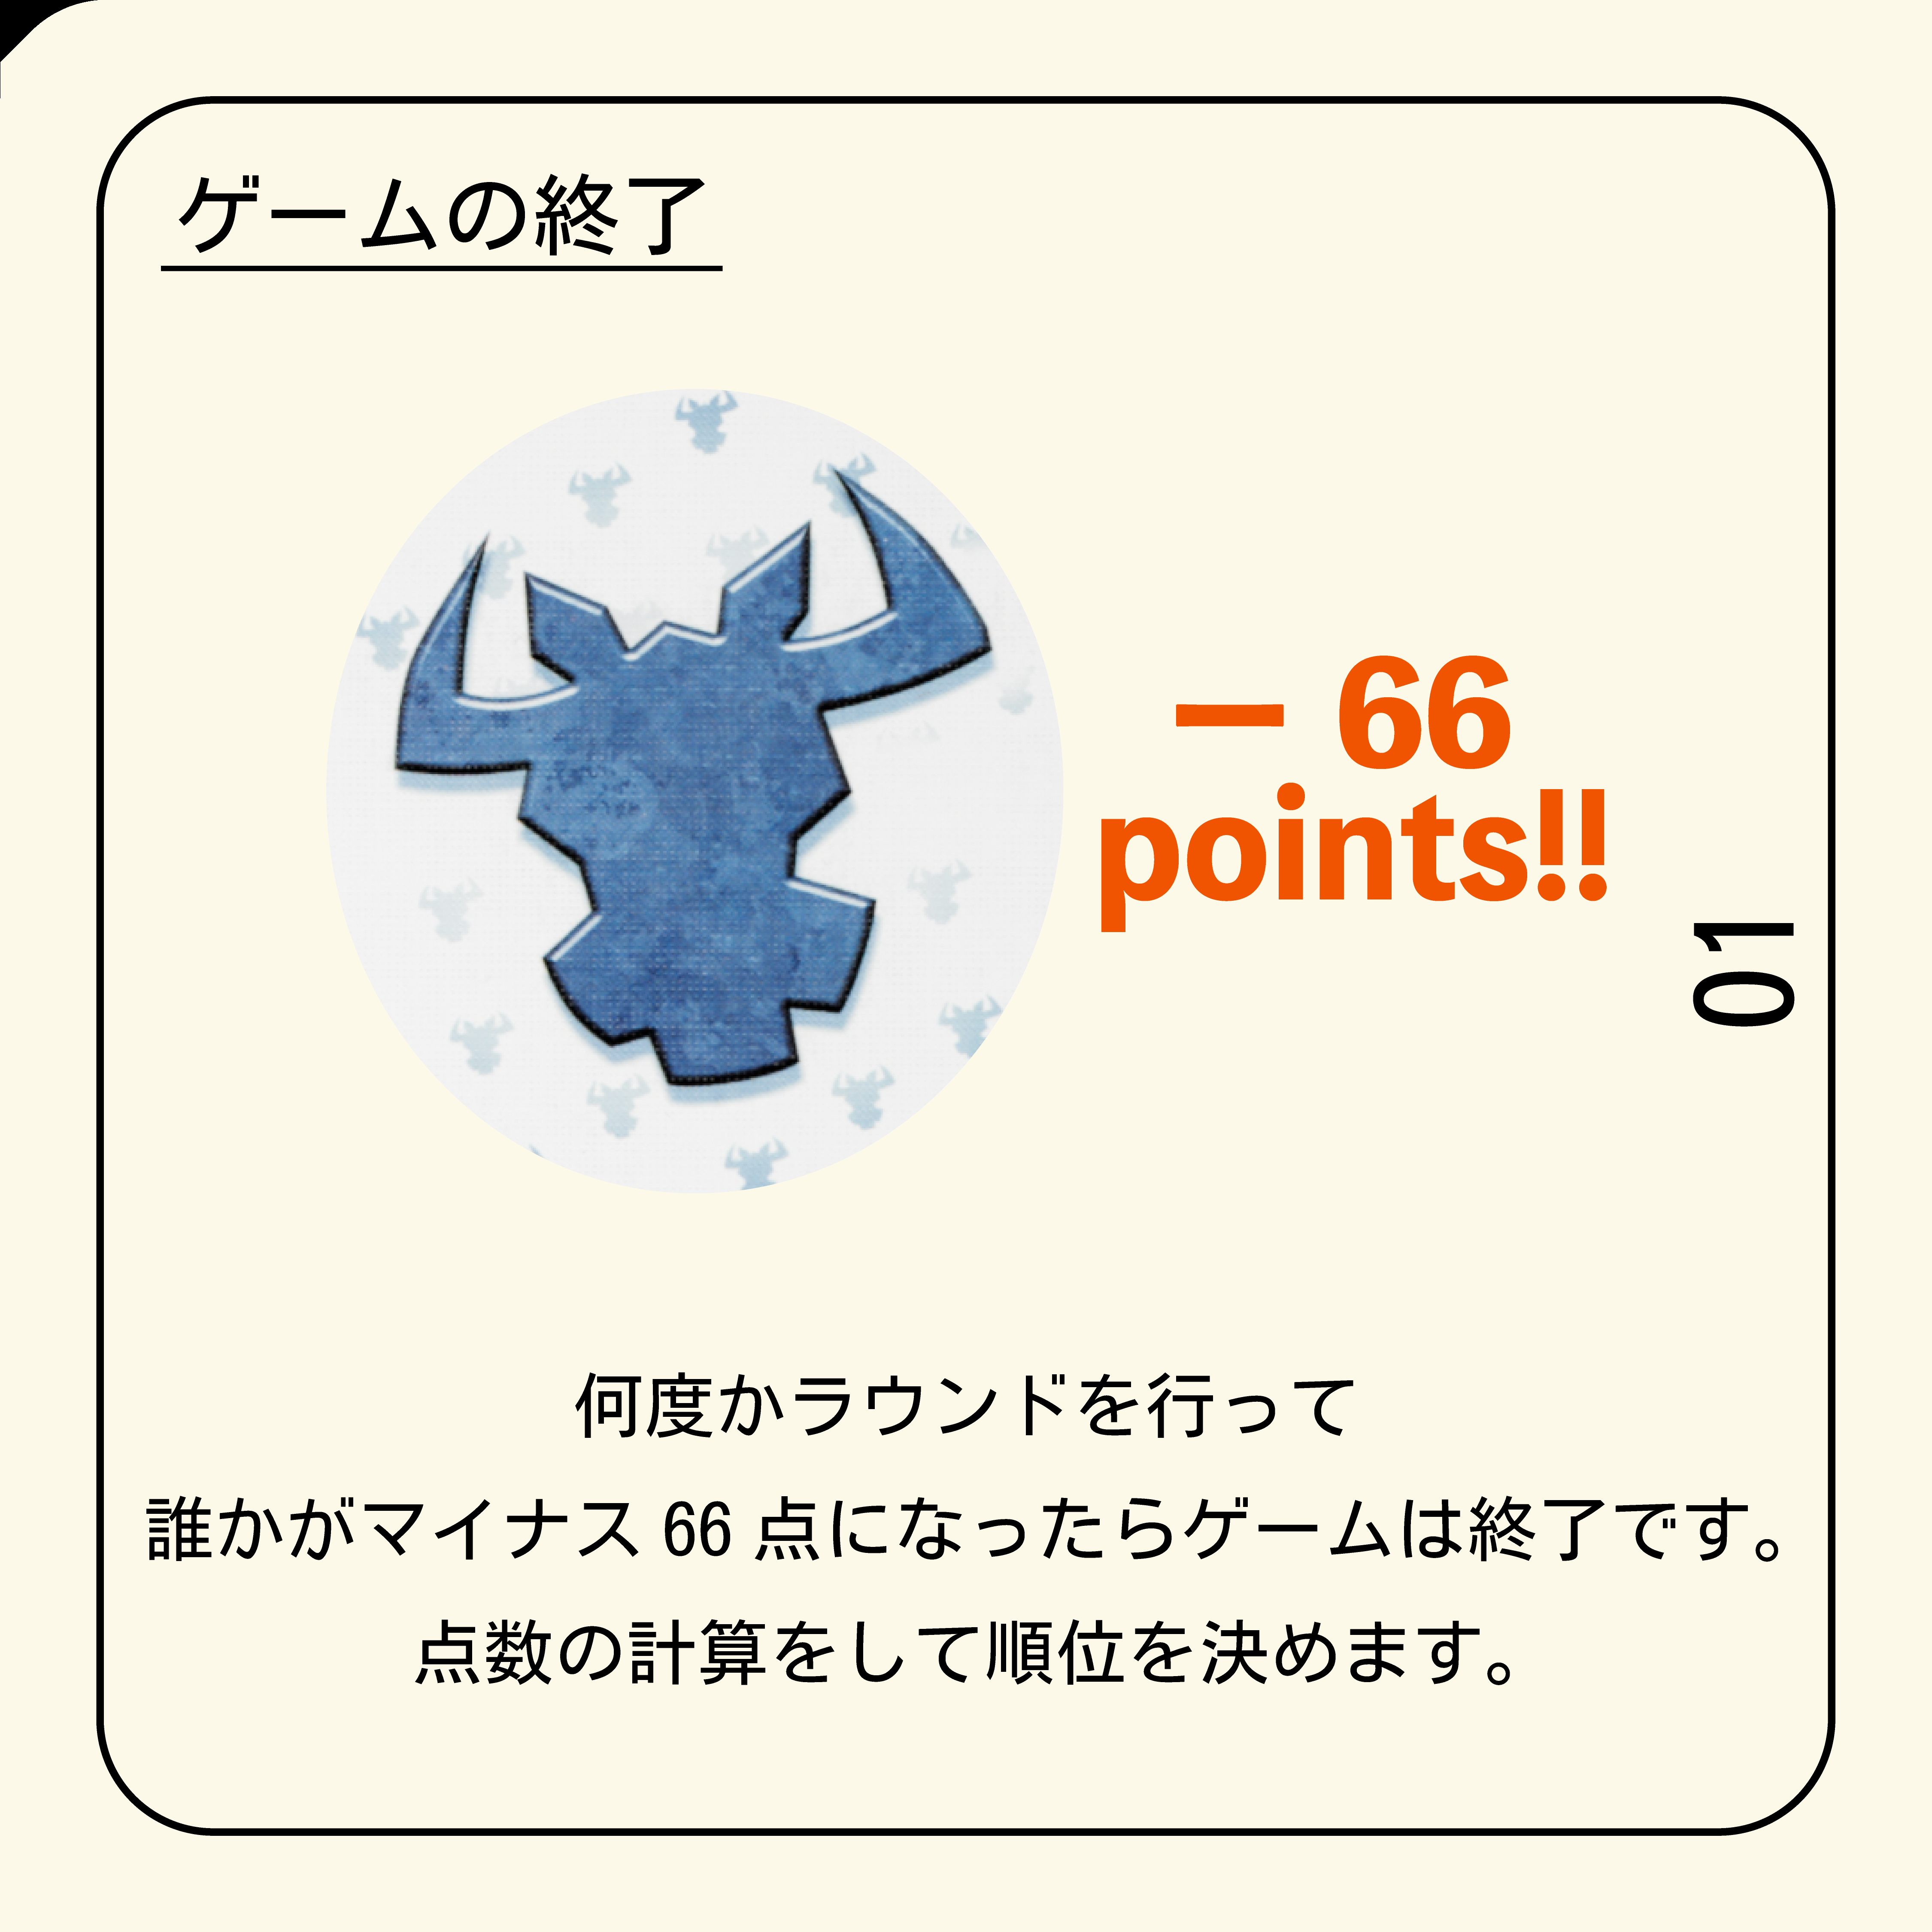 ゲームの終了
− 66
points!!
01
何度かラウンドを行って
誰かがマイナス 66 点になったらゲームは終了です。
点数の計算をして順位を決めます。